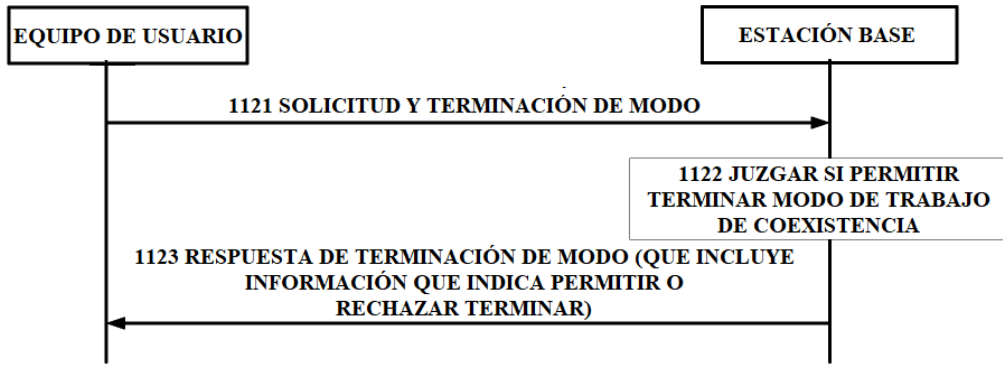 EQUIPO DE USUARIO
ESTACIÓN BASE
1121 SOLICITUD Y TERMINACIÓN DE MODO
1122 JUZGAR SI PERMITIR
TERMINAR MODO DE TRABAJO
DE COEXISTENCIA
1123 RESPUESTA DE TERMINACIÓN DE MODO (QUE INCLUYE
INFORMACIÓN QUE INDICA PERMITIR O
RECHAZAR TERMINAR)